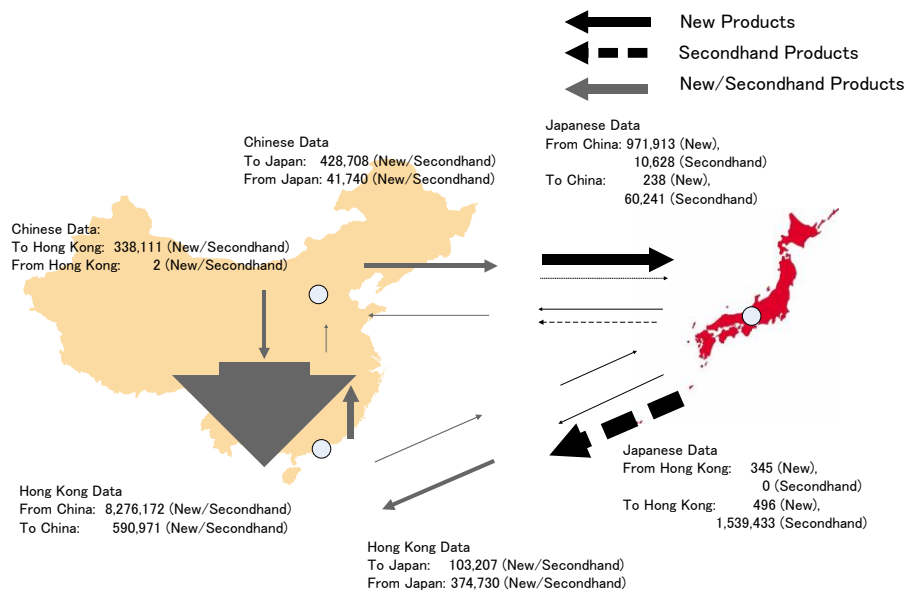 New Products
Secondhand Products
New/Secondhand Products
Chinese Data
To Japan: 428,708 (New/Secondhand)
From Japan: 41,740 (New/Secondhand)
Japanese Data
From China: 971,913 (New),
10,628 (Secondhand)
To China: 238 (New),
60,241 (Secondhand)
Chinese Data:
To Hong Kong: 338,111 (New/Secondhand)
From Hong Kong: 2 (New/Secondhand)
Japanese Data
From Hong Kong: 345 (New),
0 (Secondhand)
To Hong Kong: 496 (New),
1,539,433 (Secondhand)
Hong Kong Data
From China: 8,276,172 (New/Secondhand)
To China: 590,971 (New/Secondhand)
Hong Kong Data
To Japan: 103,207 (New/Secondhand)
From Japan: 374,730 (New/Secondhand)